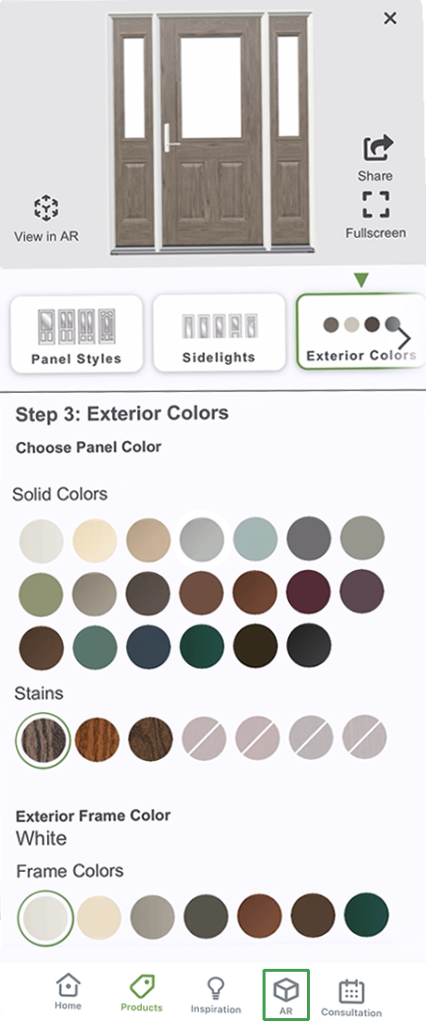 Share
View in AR
Fullscreen
Panel Styles
Sidelights
Exterior Colors
Step 3: Exterior Colors
Choose Panel Color
Solid Colors
Stains
Exterior Frame Color
White
Frame Colors
Home
Products
Inspiration
AR
Consultation